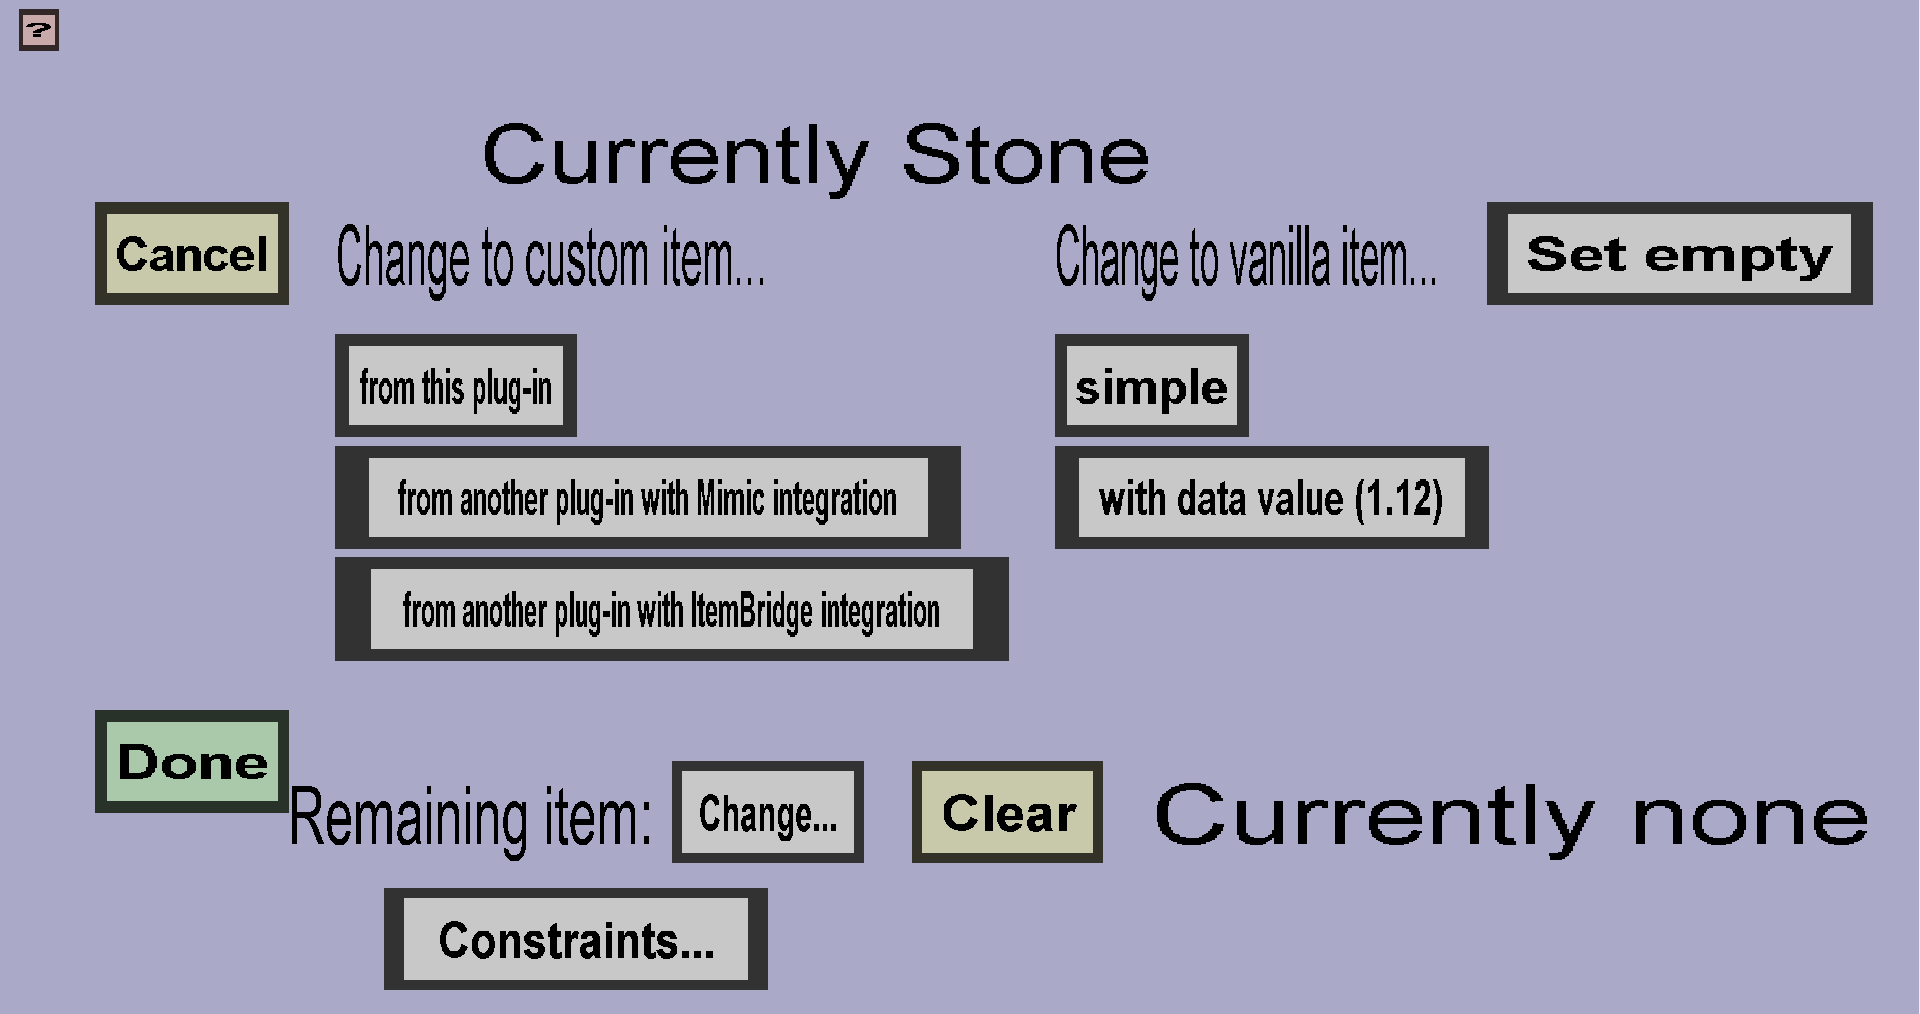 ?
Currently Stone
Cancel
Change to custom item...
Change to vanilla item...
Set empty
from this plug-in
simple
from another plug-in with Mimic integration
with data value (1.12)
from another plug-in with ItemBridge integration
Done
Remaining item:
Change...
Clear
Currently none
Constraints...